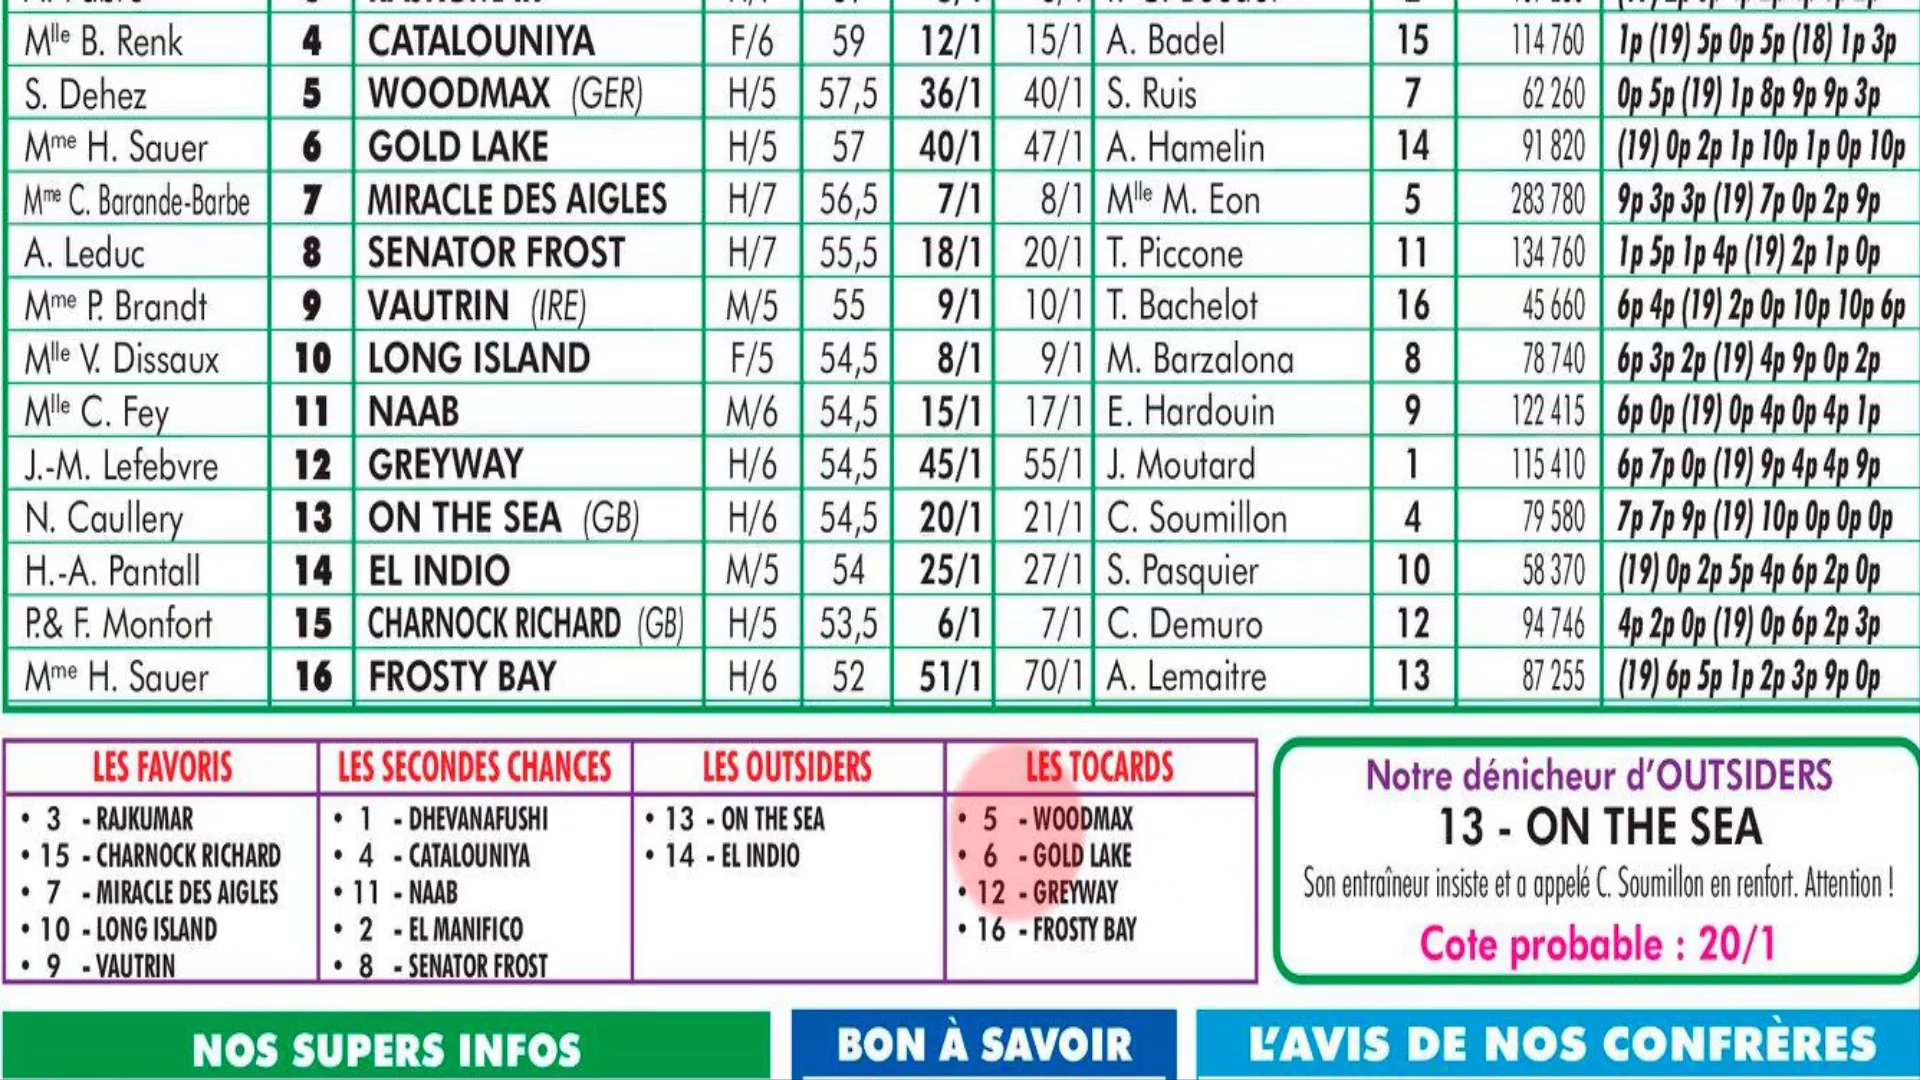 Mlle B. Renk 4 CATALOUNIYA F/6 59 12/1 15/1 A. Badel 15 114 760 1p (19) 5p 0p 5p (18) 1p 3p
S. Dehez 5 WOODMAX (GER) H/5 57,5 36/1 40/1 S. Ruis 7 62 260 0p 5p (19) 1p 8p 9p 9p 3p
Mme H. Sauer 6 GOLD LAKE H/5 57 40/1 47/1 A. Hamelin 14 91 820 (19) 0p 2p 1p 10p 1p 0p 10p
Mme C. Barande-Barbe 7 MIRACLE DES AIGLES H/7 56,5 7/1 8/1 Mlle M. Eon 5 283 780 9p 3p 3p (19) 7p 0p 2p 9p
A. Leduc 8 SENATOR FROST H/7 55,5 18/1 20/1 T. Piccone 11 134 760 1p 5p 1p 4p (19) 2p 1p 0p
Mme P. Brandt 9 VAUTRIN (IRE) M/5 55 9/1 10/1 T. Bachelot 16 45 660 6p 4p (19) 2p 0p 10p 10p 6p
Mlle V. Dissaux 10 LONG ISLAND F/5 54,5 8/1 9/1 M. Barzalona 8 78 740 6p 3p 2p (19) 4p 9p 0p 2p
Mlle C. Fey 11 NAAB M/6 54,5 15/1 17/1 E. Hardouin 9 122 415 6p 0p (19) 0p 4p 0p 4p 1p
J.-M. Lefebvre 12 GREYWAY H/6 54,5 45/1 55/1 J. Moutard 1 115 410 6p 7p 0p (19) 9p 4p 4p 9p
N. Caullery 13 ON THE SEA (GB) H/6 54,5 20/1 21/1 C. Soumillon 4 79 580 7p 7p 9p (19) 10p 0p 0p 0p
H.-A. Pantall 14 EL INDIO M/5 54 25/1 27/1 S. Pasquier 10 58 370 (19) 0p 2p 5p 4p 6p 2p 0p
P.& F. Monfort 15 CHARNOCK RICHARD (GB) H/5 53,5 6/1 7/1 C. Demuro 12 94 746 4p 2p 0p (19) 0p 6p 2p 3p
Mme H. Sauer 16 FROSTY BAY H/6 52 51/1 70/1 A. Lemaitre 13 87 255 (19) 6p 5p 1p 2p 3p 9p 0p
LES FAVORIS
• 3 - RAJKUMAR
• 15 - CHARNOCK RICHARD
• 7 - MIRACLE DES AIGLES
• 10 - LONG ISLAND
• 9 - VAUTRIN
LES SECONDES CHANCES
• 1 - DHEVANAFUSHI
• 4 - CATALOUNIYA
• 11 - NAAB
• 2 - EL MANIFICO
• 8 - SENATOR FROST
LES OUTSIDERS
• 13 - ON THE SEA
• 14 - EL INDIO
LES TOCARDS
• 5 - WOODMAX
• 6 - GOLD LAKE
• 12 - GREYWAY
• 16 - FROSTY BAY
Notre dénicheur d'OUTSIDERS
13 - ON THE SEA
Son entraîneur insiste et a appelé C. Soumillon en renfort. Attention !
Cote probable : 20/1
NOS SUPERS INFOS
BON À SAVOIR
L'AVIS DE NOS CONFRÈRES